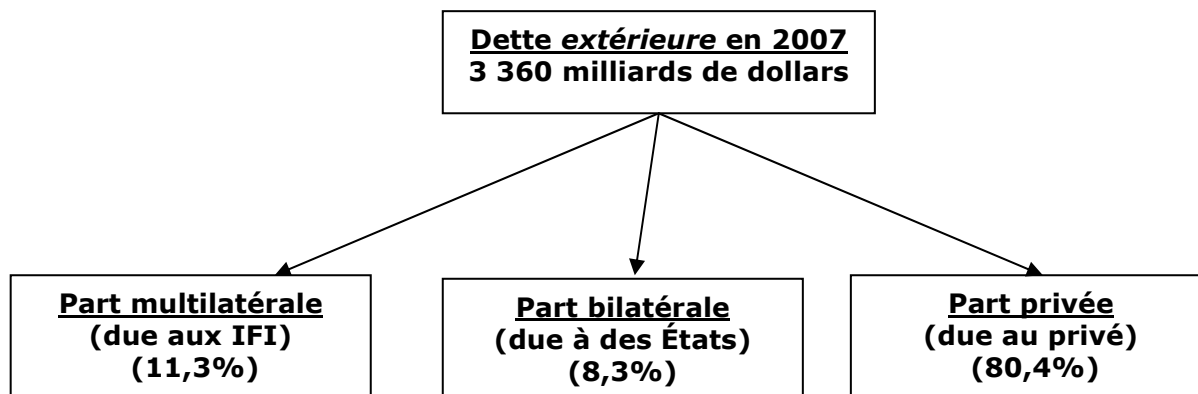 Dette extérieure en 2007
3 360 milliards de dollars
Part multilatérale
(due aux IFI)
(11,3%)
Part bilatérale
(due à des États)
(8,3%)
Part privée
(due au privé)
(80,4%)